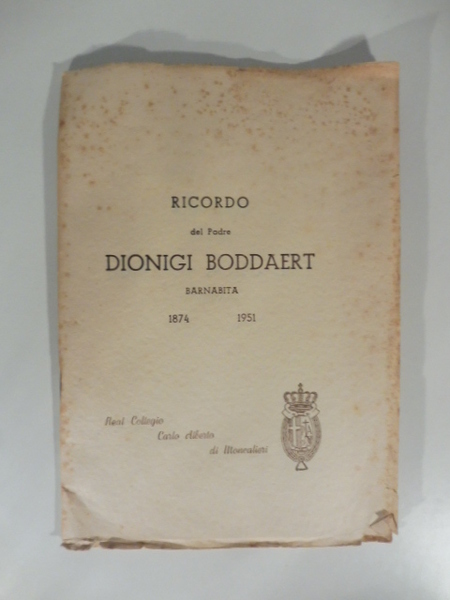 RICORDO
del Padre
DIONIGI BODDAERT
BARNABITA
1874 1951
Real Collegio
Carlo Alberto
di Moncalieri